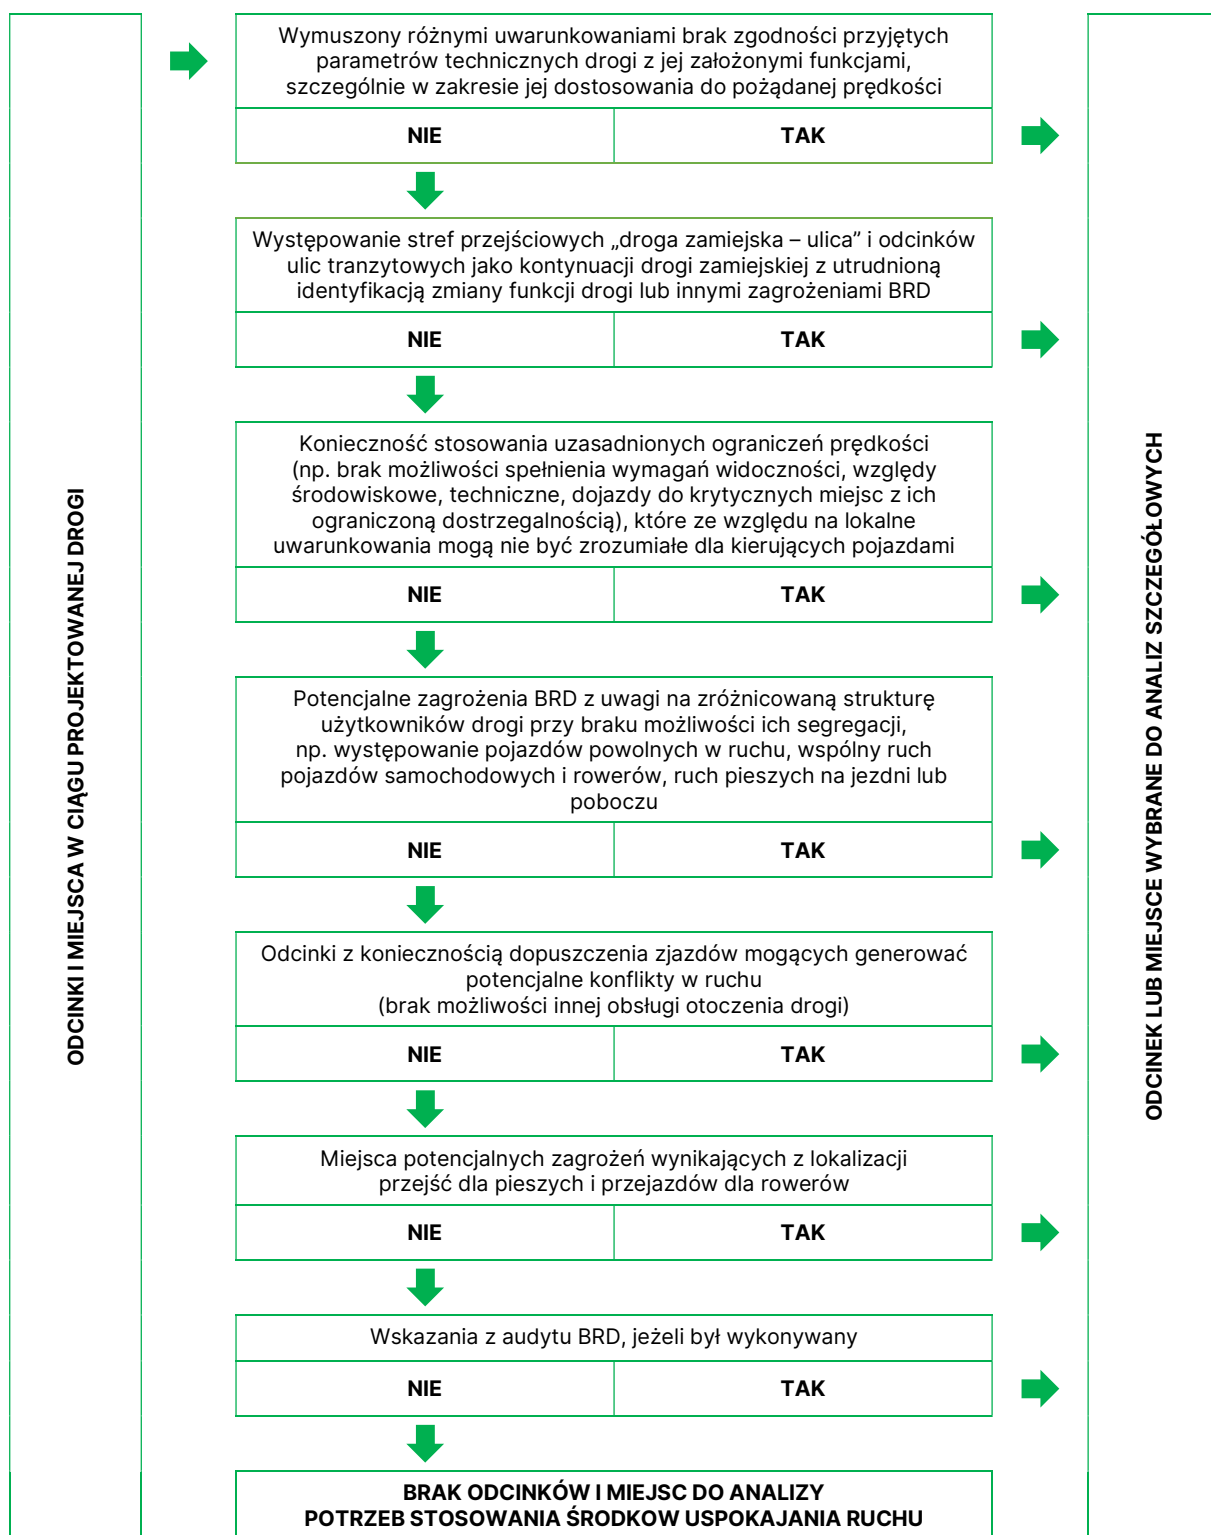 ODCINKI I MIEJSCA W CIĄGU PROJEKTOWANEJ DROGI
Wymuszony różnymi uwarunkowaniami brak zgodności przyjętych
parametrów technicznych drogi z jej założonymi funkcjami,
szczególnie w zakresie jej dostosowania do pożądanej prędkości
NIE TAK
Występowanie stref przejściowych „droga zamiejska – ulica” i odcinków
ulic tranzytowych jako kontynuacji drogi zamiejskiej z utrudnioną
identyfikacją zmiany funkcji drogi lub innymi zagrożeniami BRD
NIE TAK
Konieczność stosowania uzasadnionych ograniczeń prędkości
(np. brak możliwości spełnienia wymagań widoczności, względy
środowiskowe, techniczne, dojazdy do krytycznych miejsc z ich
ograniczoną dostrzegalnością), które ze względu na lokalne
uwarunkowania mogą nie być zrozumiałe dla kierujących pojazdami
NIE TAK
Potencjalne zagrożenia BRD z uwagi na zróżnicowaną strukturę
użytkowników drogi przy braku możliwości ich segregacji,
np. występowanie pojazdów powolnych w ruchu, wspólny ruch
pojazdów samochodowych i rowerów, ruch pieszych na jezdni lub
poboczu
NIE TAK
Odcinki z koniecznością dopuszczenia zjazdów mogących generować
potencjalne konflikty w ruchu
(brak możliwości innej obsługi otoczenia drogi)
NIE TAK
Miejsca potencjalnych zagrożeń wynikających z lokalizacji
przejść dla pieszych i przejazdów dla rowerów
NIE TAK
Wskazania z audytu BRD, jeżeli był wykonywany
NIE TAK
BRAK ODCINKÓW I MIEJSC DO ANALIZY
POTRZEB STOSOWANIA ŚRODKOW USPOKAJANIA RUCHU
ODCINEK LUB MIEJSCE WYBRANE DO ANALIZ SZCZEGÓŁOWYCH